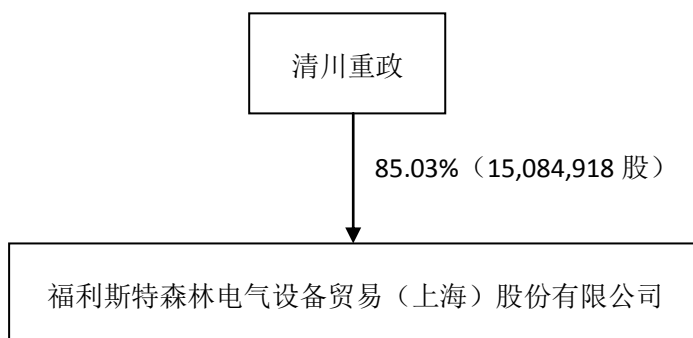 清川重政
85.03%（15,084,918 股）
福利斯特森林电气设备贸易（上海）股份有限公司